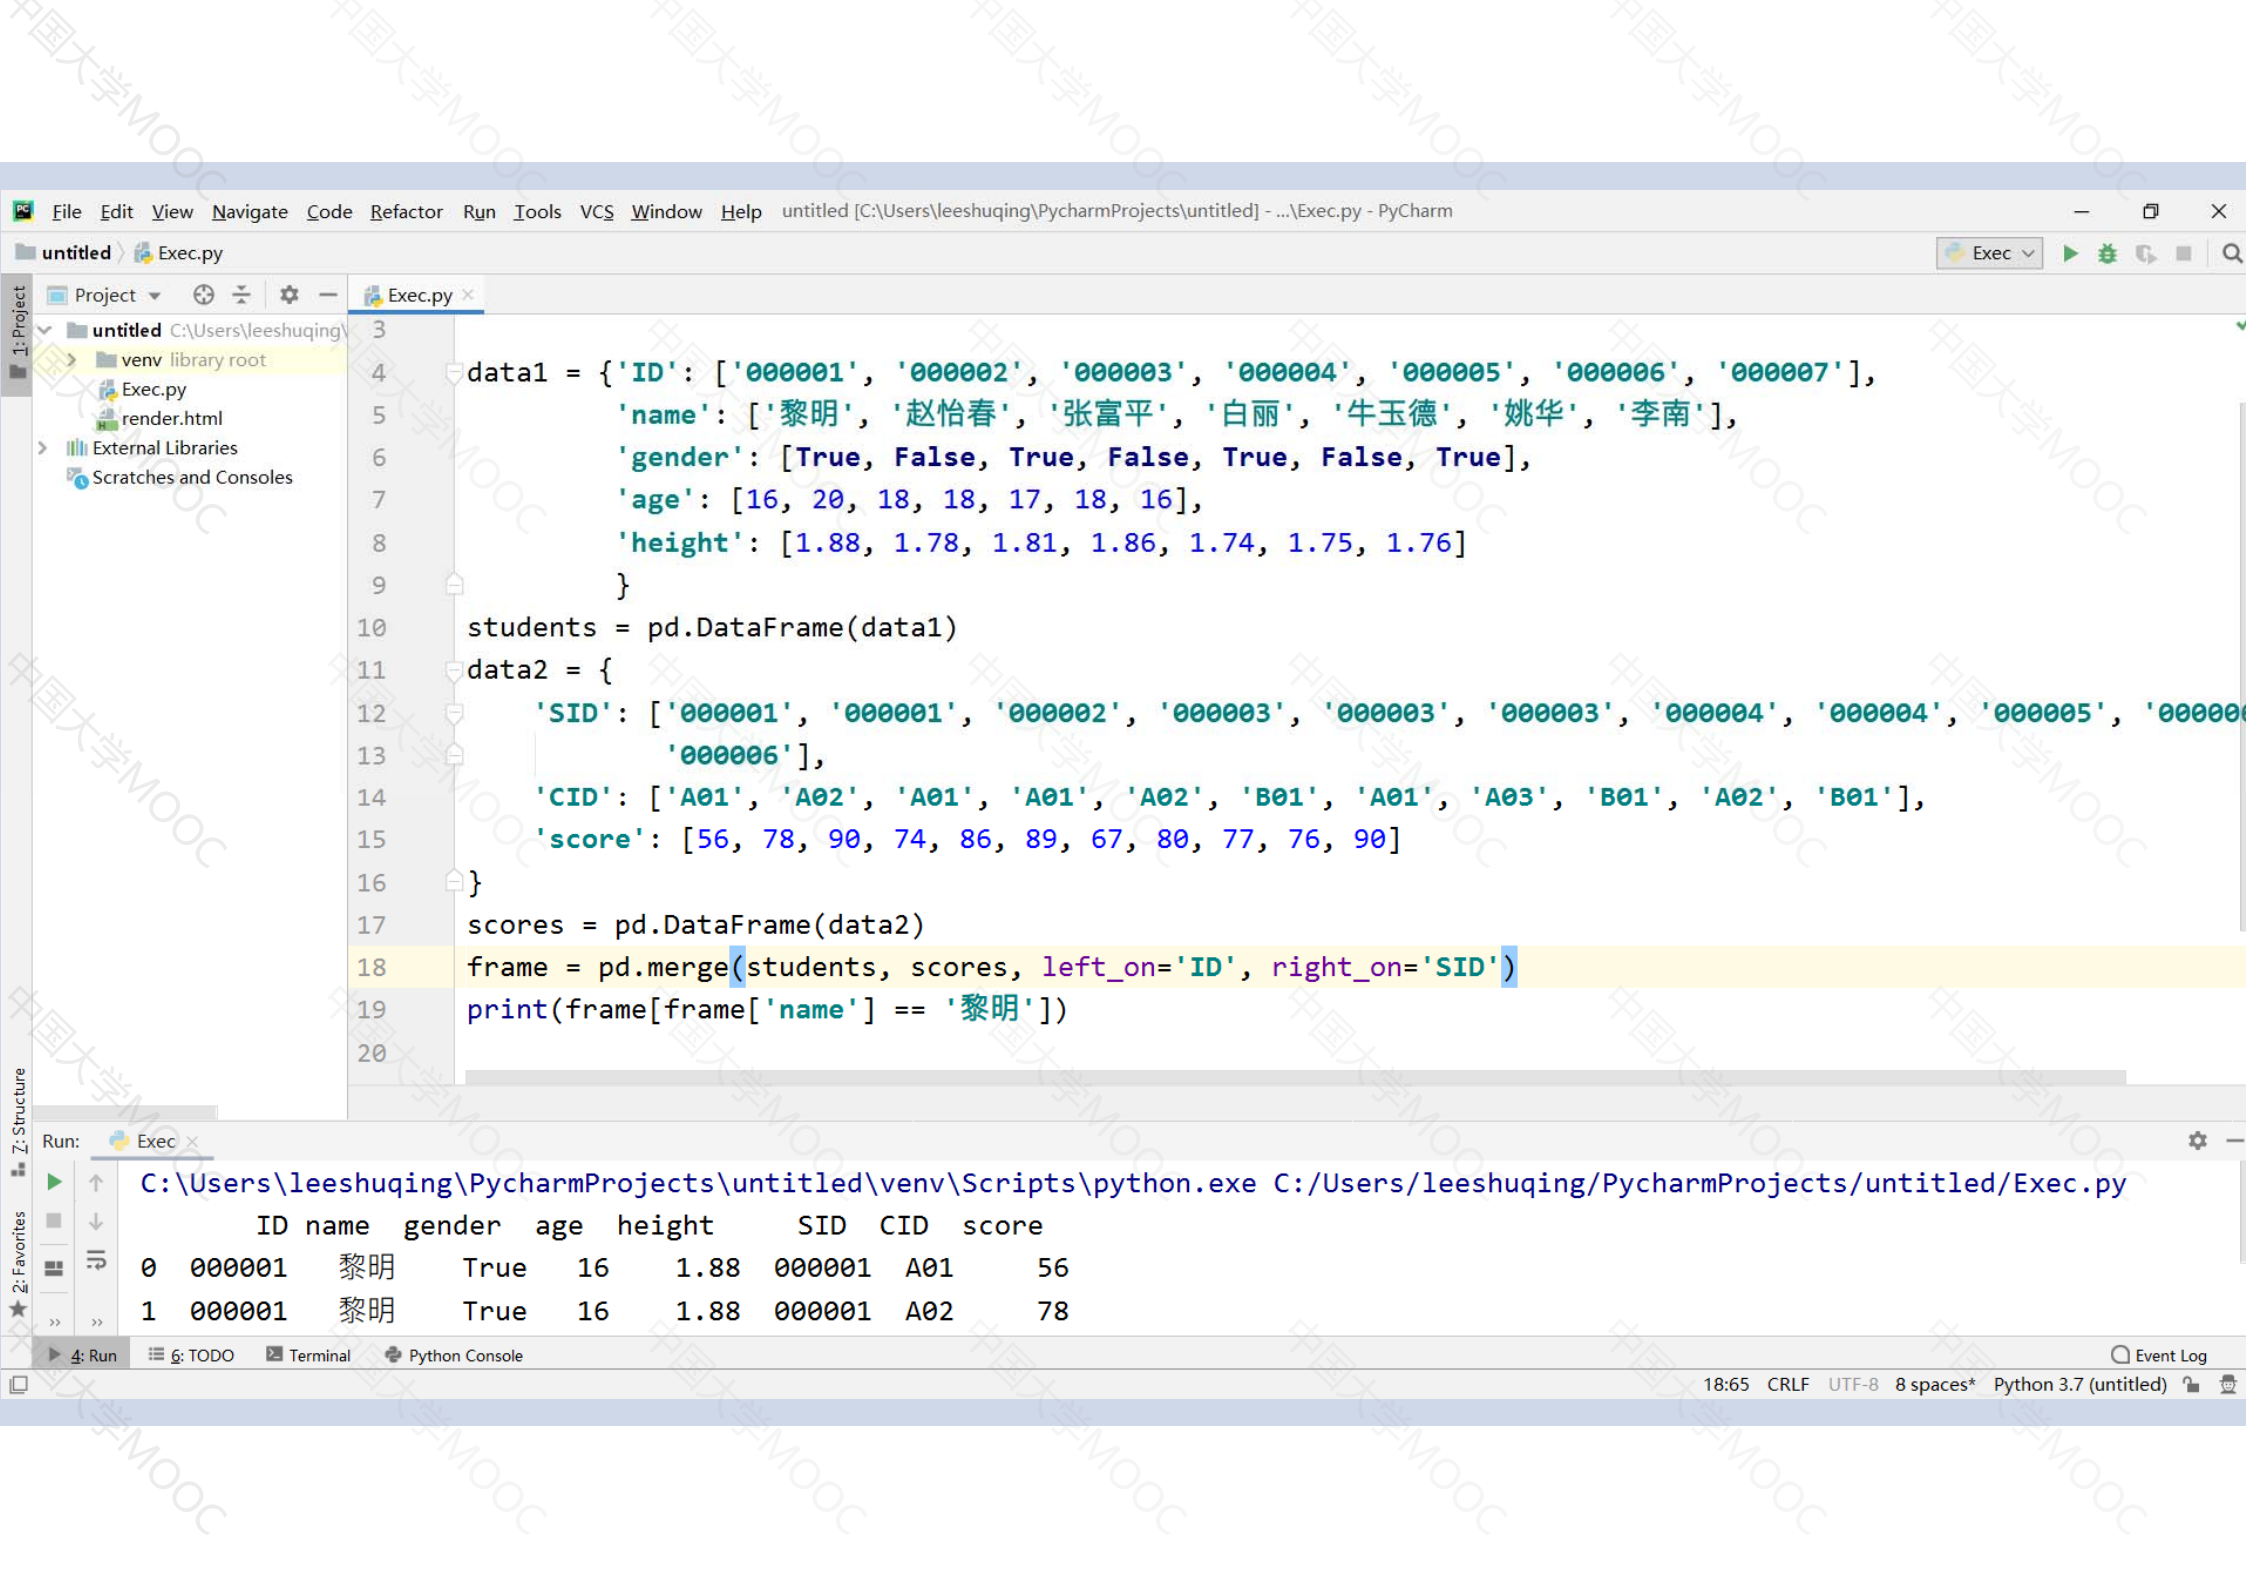 File Edit View Navigate Code Refactor Run Tools VCS Window Help untitled [C:\Users\leeshuqing\PycharmProjects\untitled] - ...\Exec.py - PyCharm
untitled Exec.py Exec
1: Project
Project Exec.py
untitled C:\Users\leeshuqing\
venv library root
Exec.py
render.html
External Libraries
Scratches and Consoles
3
4 data1 = {'ID': ['000001', '000002', '000003', '000004', '000005', '000006', '000007'],
5 'name': ['黎明', '赵怡春', '张富平', '白丽', '牛玉德', '姚华', '李南'],
6 'gender': [True, False, True, False, True, False, True],
7 'age': [16, 20, 18, 18, 17, 18, 16],
8 'height': [1.88, 1.78, 1.81, 1.86, 1.74, 1.75, 1.76]
9 }
10 students = pd.DataFrame(data1)
11 data2 = {
12 'SID': ['000001', '000001', '000002', '000003', '000003', '000003', '000004', '000004', '000005', '00000
13 '000006'],
14 'CID': ['A01', 'A02', 'A01', 'A01', 'A02', 'B01', 'A01', 'A03', 'B01', 'A02', 'B01'],
15 'score': [56, 78, 90, 74, 86, 89, 67, 80, 77, 76, 90]
16 }
17 scores = pd.DataFrame(data2)
18 frame = pd.merge(students, scores, left_on='ID', right_on='SID')
19 print(frame[frame['name'] == '黎明'])
20
Z: Structure
2: Favorites
Run: Exec
C:\Users\leeshuqing\PycharmProjects\untitled\venv\Scripts\python.exe C:/Users/leeshuqing/PycharmProjects/untitled/Exec.py
ID name gender age height SID CID score
0 000001 黎明 True 16 1.88 000001 A01 56
1 000001 黎明 True 16 1.88 000001 A02 78
4: Run 6: TODO Terminal Python Console Event Log
18:65 CRLF UTF-8 8 spaces* Python 3.7 (untitled)
中国大学MOOC